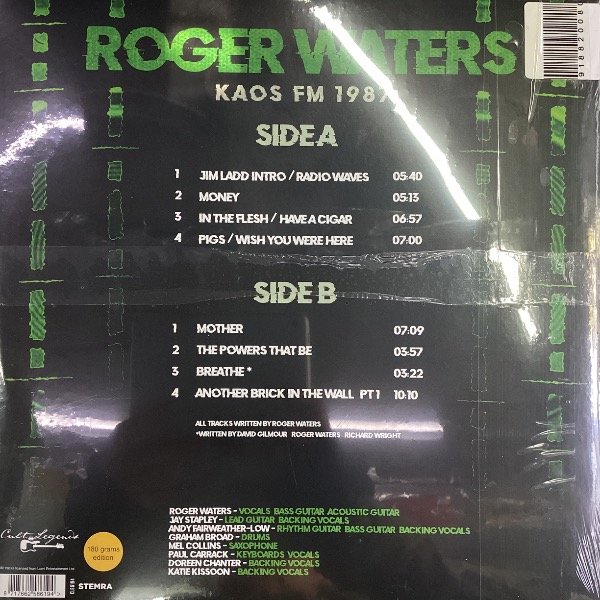 ROGER WATERS
KAOS FM 1987
SIDE A
1 JIM LADD INTRO / RADIO WAVES 05:40
2 MONEY 05:13
3 IN THE FLESH / HAVE A CIGAR 06:57
4 PIGS / WISH YOU WERE HERE 07:00
SIDE B
1 MOTHER 07:09
2 THE POWERS THAT BE 03:57
3 BREATHE * 03:22
4 ANOTHER BRICK IN THE WALL PT 1 10:10
ALL TRACKS WRITTEN BY ROGER WATERS
*WRITTEN BY DAVID GILMOUR ROGER WATERS RICHARD WRIGHT
ROGER WATERS - VOCALS BASS GUITAR ACOUSTIC GUITAR
JAY STAPLEY - LEAD GUITAR BACKING VOCALS
ANDY FAIRWEATHER-LOW - RHYTHM GUITAR BASS GUITAR BACKING VOCALS
GRAHAM BROAD - DRUMS
MEL COLLINS - SAXOPHONE
PAUL CARRACK - KEYBOARDS VOCALS
DOREEN CHANTER - BACKING VOCALS
KATIE KISSOON - BACKING VOCALS
Cult Legends
180 grams
edition
8 717662 586194
STEMRA